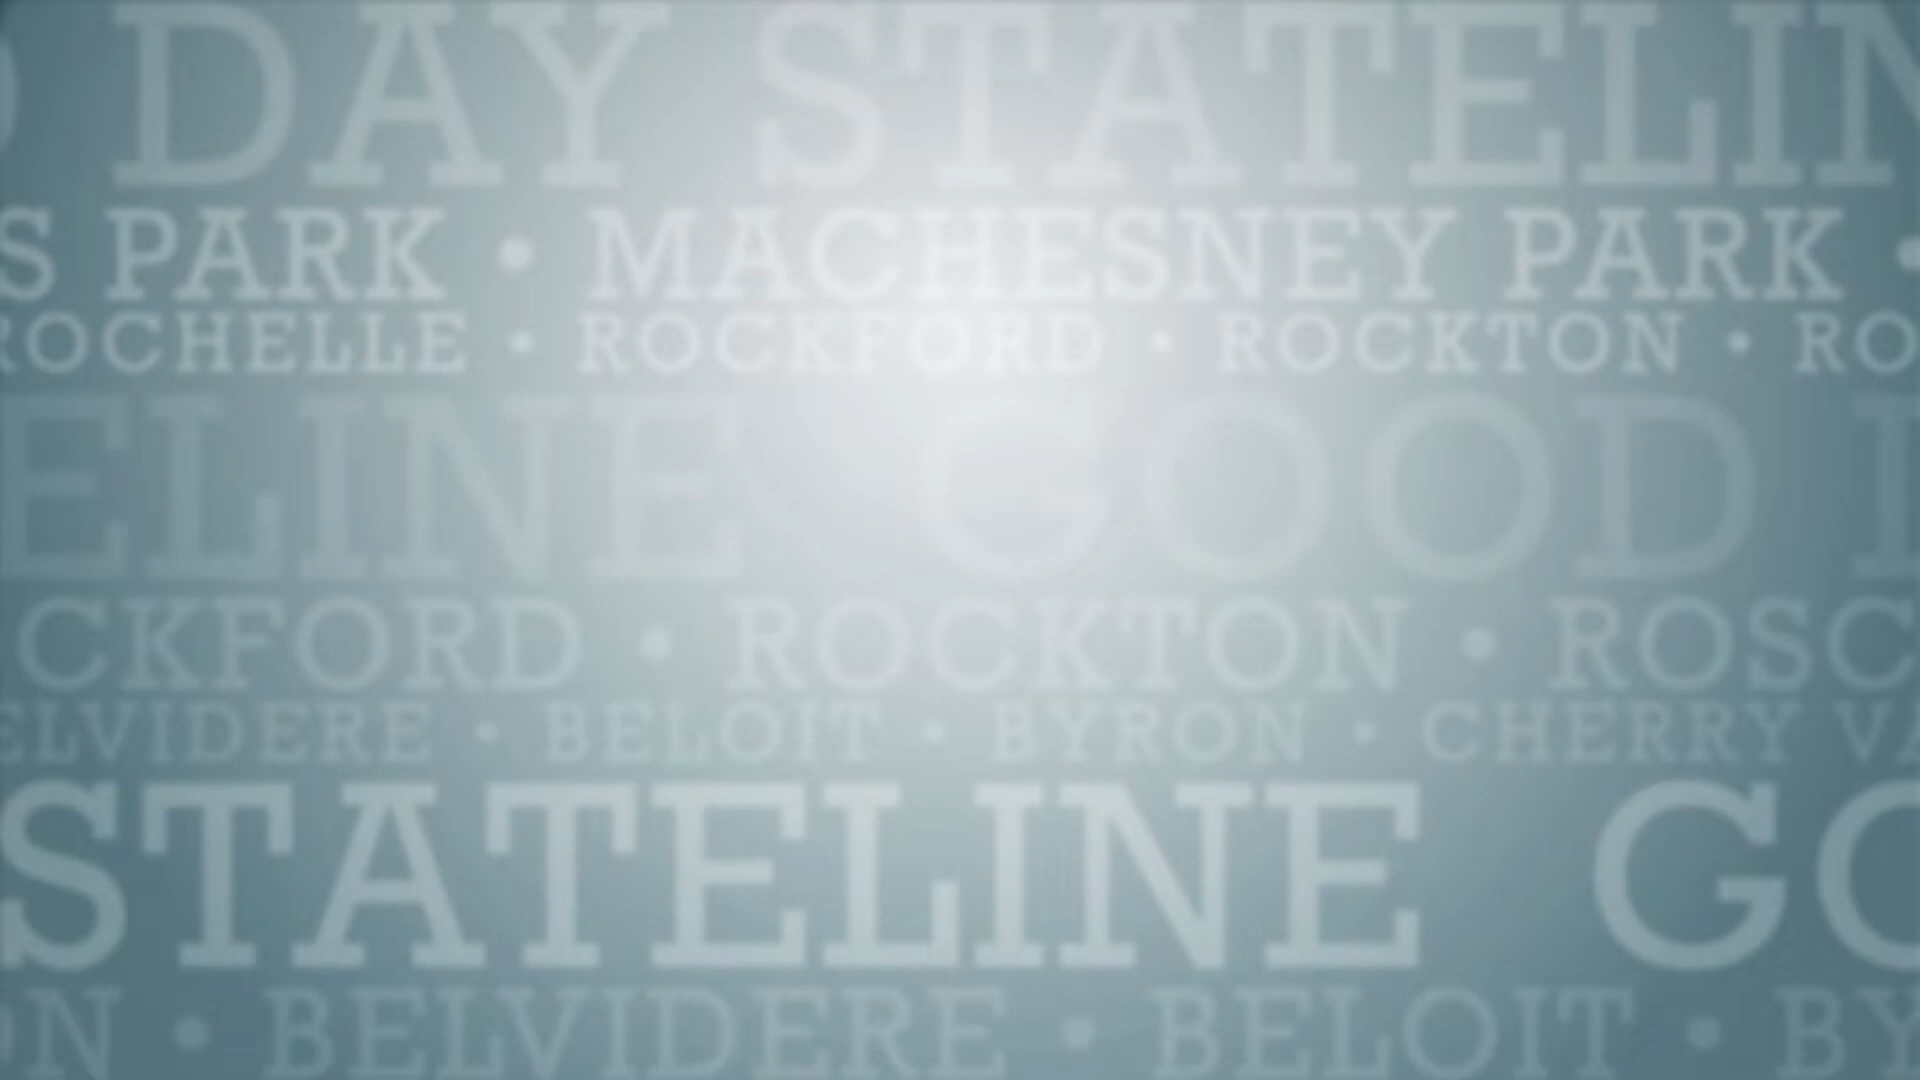 DAY STATELIN
S PARK • MACHESNEY PARK •
ROCHELLE • ROCKFORD • ROCKTON • RO
ELINE GOOD D
CKFORD • ROCKTON • ROSC
ELVIDERE • BELOIT • BYRON • CHERRY VA
STATELINE GO
ON • BELVIDERE • BELOIT • BY